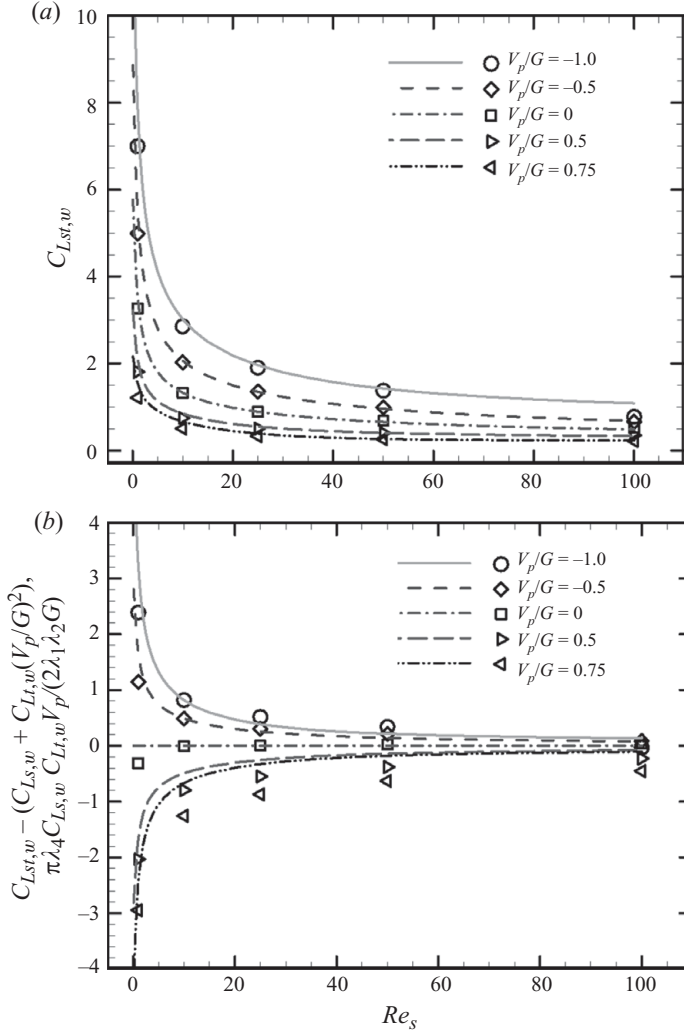 (a)
10
8
6
4
2
0
C_{Lst,w}
V_p/G = –1.0
V_p/G = –0.5
V_p/G = 0
V_p/G = 0.5
V_p/G = 0.75
0
20
40
60
80
100
(b)
4
3
2
1
0
–1
–2
–3
–4
C_{Lst,w} – (C_{Ls,w} + C_{Lt,w}(V_p/G)^2),
πλ_4C_{Ls,w} C_{Lt,w}V_p/(2λ_1λ_2G)
V_p/G = –1.0
V_p/G = –0.5
V_p/G = 0
V_p/G = 0.5
V_p/G = 0.75
0
20
40
60
80
100
Re_s